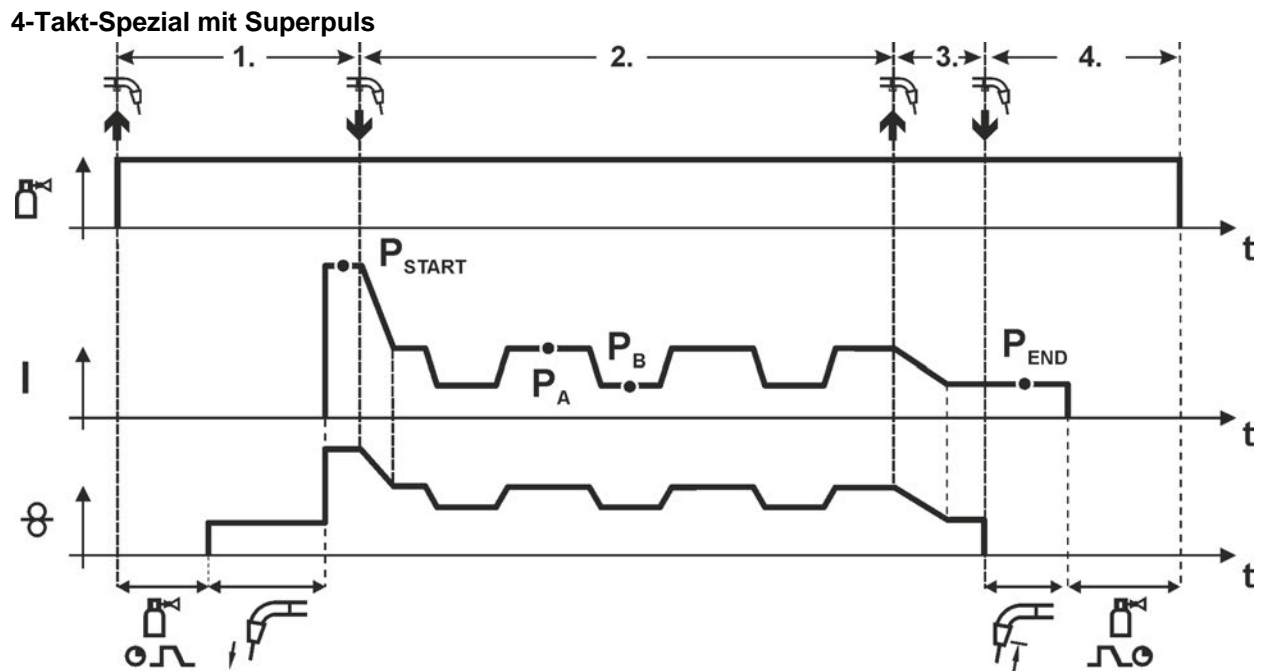 4-Takt-Spezial mit Superpuls
1. 2. 3. 4.
t
P START
P B
P A
P END
I
t
t